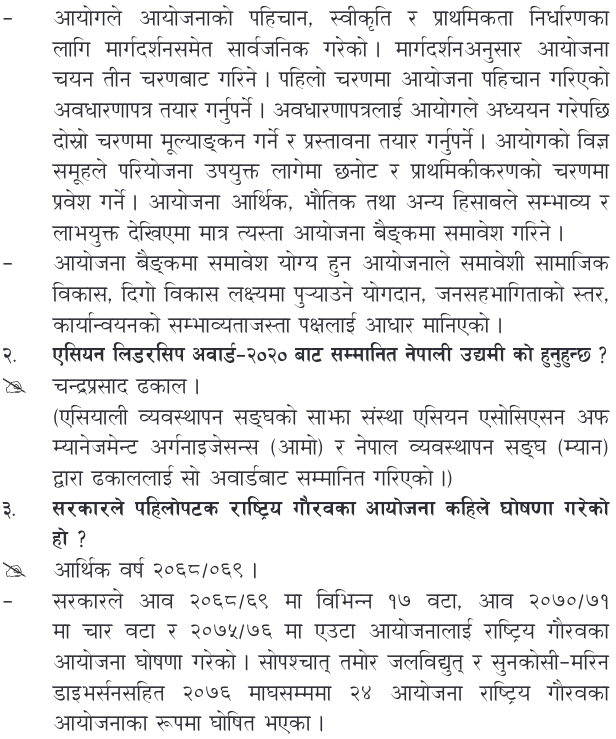 – आयोगले आयोजनाको पहिचान, स्वीकृति र प्राथमिकता निर्धारणका
लागि मार्गदर्शनसमेत सार्वजनिक गरेको । मार्गदर्शनअनुसार आयोजना
चयन तीन चरणबाट गरिने । पहिलो चरणमा आयोजना पहिचान गरिएको
अवधारणापत्र तयार गर्नुपर्ने । अवधारणापत्रलाई आयोगले अध्ययन गरेपछि
दोस्रो चरणमा मूल्याङ्कन गर्ने र प्रस्तावना तयार गर्नुपर्ने । आयोगको विज्ञ
समूहले परियोजना उपयुक्त लागेमा छनोट र प्राथमिकीकरणको चरणमा
प्रवेश गर्ने । आयोजना आर्थिक, भौतिक तथा अन्य हिसाबले सम्भाव्य र
लाभयुक्त देखिएमा मात्र त्यस्ता आयोजना बैङ्कमा समावेश गरिने ।
– आयोजना बैङ्कमा समावेश योग्य हुन आयोजनाले समावेशी सामाजिक
विकास, दिगो विकास लक्ष्यमा पुऱ्याउने योगदान, जनसहभागिताको स्तर,
कार्यान्वयनको सम्भाव्यताजस्ता पक्षलाई आधार मानिएको ।
२. एसियन लिडरसिप अवार्ड–२०२० बाट सम्मानित नेपाली उद्यमी को हुनुहुन्छ ?
चन्द्रप्रसाद ढकाल ।
(एसियाली व्यवस्थापन सङ्घको साझा संस्था एसियन एसोसिएसन अफ
म्यानेजमेन्ट अर्गनाइजेसन्स (आमो) र नेपाल व्यवस्थापन सङ्घ (म्यान)
द्वारा ढकाललाई सो अवार्डबाट सम्मानित गरिएको ।)
३. सरकारले पहिलोपटक राष्ट्रिय गौरवका आयोजना कहिले घोषणा गरेको
हो ?
आर्थिक वर्ष २०६८/०६९ ।
– सरकारले आव २०६८/६९ मा विभिन्न १७ वटा, आव २०७०/७१
मा चार वटा र २०७५/७६ मा एउटा आयोजनालाई राष्ट्रिय गौरवका
आयोजना घोषणा गरेको । सोपश्चात् तमोर जलविद्युत् र सुनकोसी–मरिन
डाइभर्सनसहित २०७६ माघसम्ममा २४ आयोजना राष्ट्रिय गौरवका
आयोजनाका रूपमा घोषित भएका ।